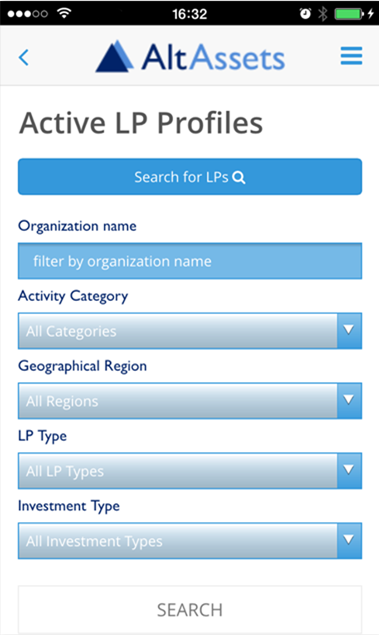 16:32
AltAssets
Active LP Profiles
Search for LPs
Organization name
filter by organization name
Activity Category
All Categories
Geographical Region
All Regions
LP Type
All LP Types
Investment Type
All Investment Types
SEARCH